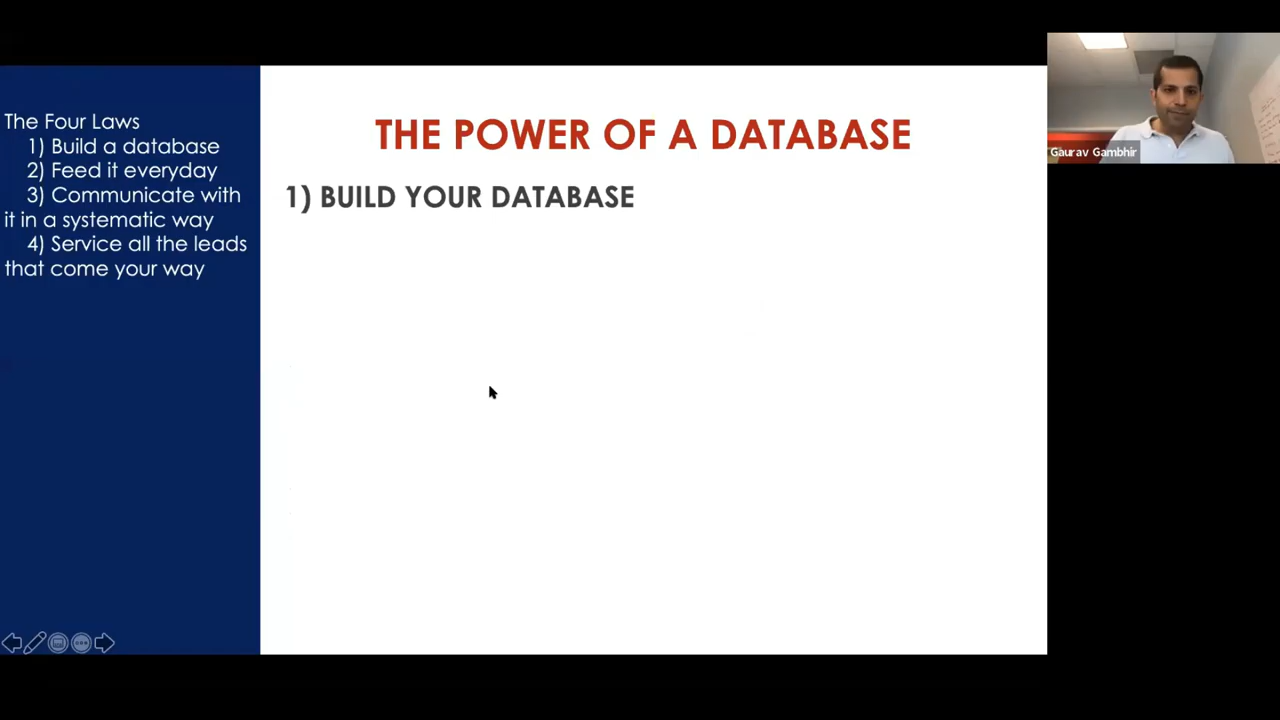 The Four Laws
1) Build a database
2) Feed it everyday
3) Communicate with
it in a systematic way
4) Service all the leads
that come your way
THE POWER OF A DATABASE
1) BUILD YOUR DATABASE
Gaurav Gambhir